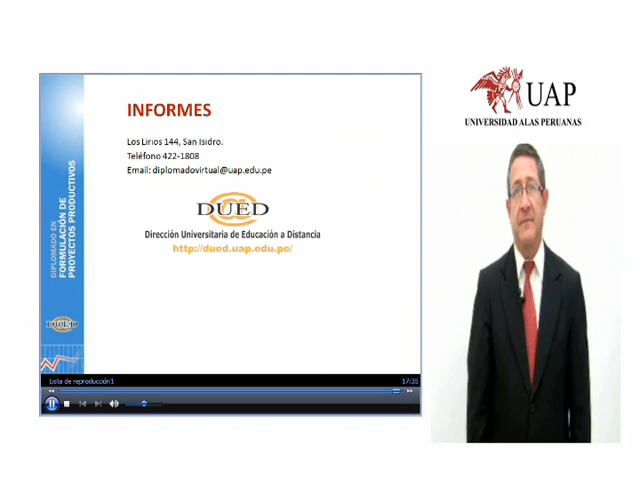 INFORMES
Los Lirios 144, San Isidro.
Teléfono 422-1808
Email: diplomadovirtual@uap.edu.pe
DUED
Dirección Universitaria de Educación a Distancia
http://dued.uap.edu.pe/
DIPLOMADO EN
FORMULACIÓN DE
PROYECTOS PRODUCTIVOS
DUED
Lista de reproducción1
17:35
UAP
UNIVERSIDAD ALAS PERUANAS